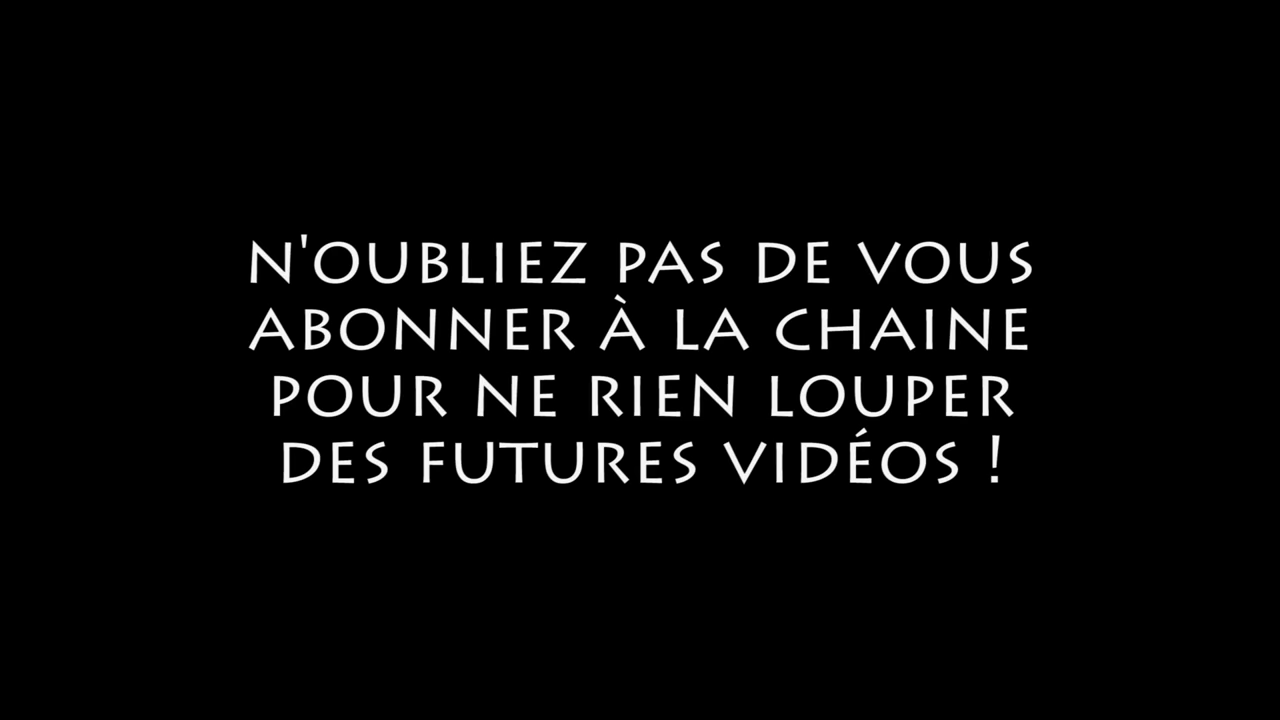 N'OUBLIEZ PAS DE VOUS
ABONNER À LA CHAINE
POUR NE RIEN LOUPER
DES FUTURES VIDÉOS !